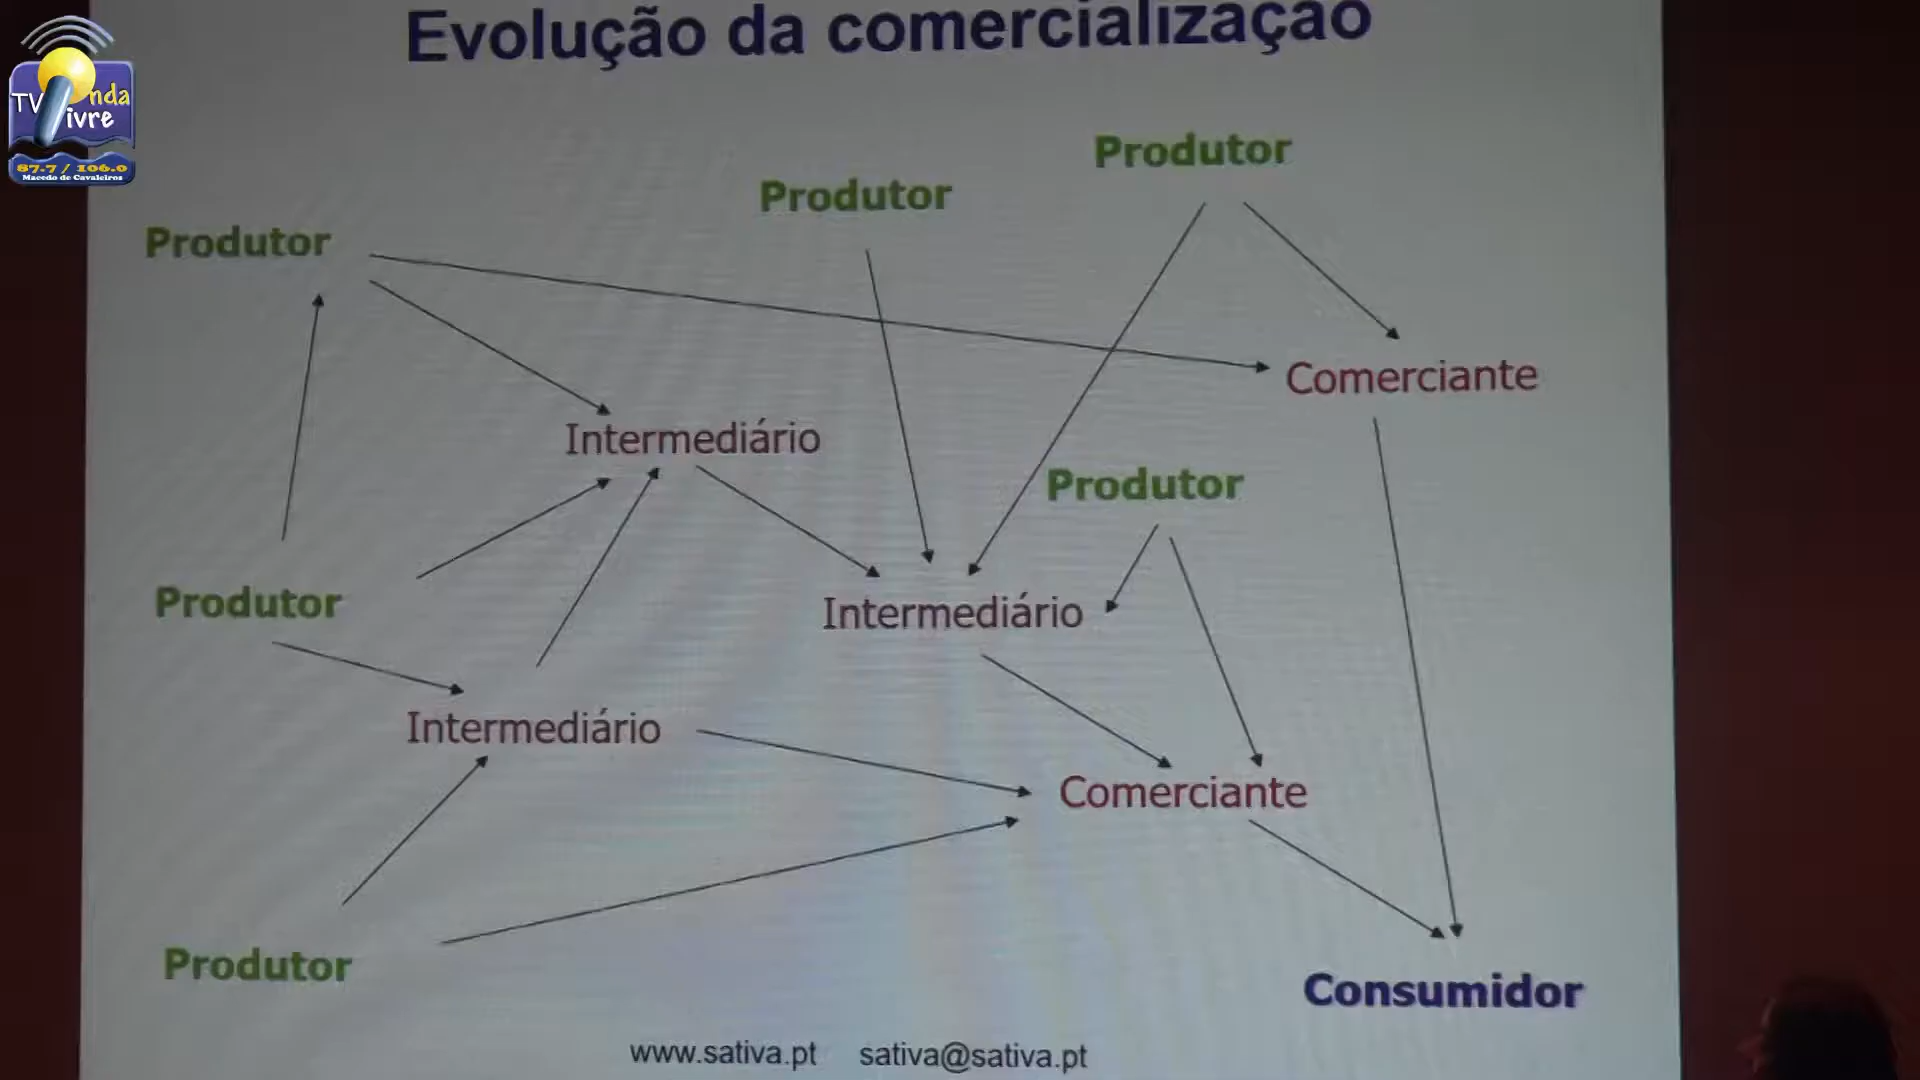 Evolução da comercialização
TV Onda
Livre
87.7 / 106.0
Macedo de Cavaleiros
Produtor
Produtor
Produtor
Comerciante
Intermediário
Produtor
Produtor
Intermediário
Intermediário
Comerciante
Produtor
Consumidor
www.sativa.pt sativa@sativa.pt